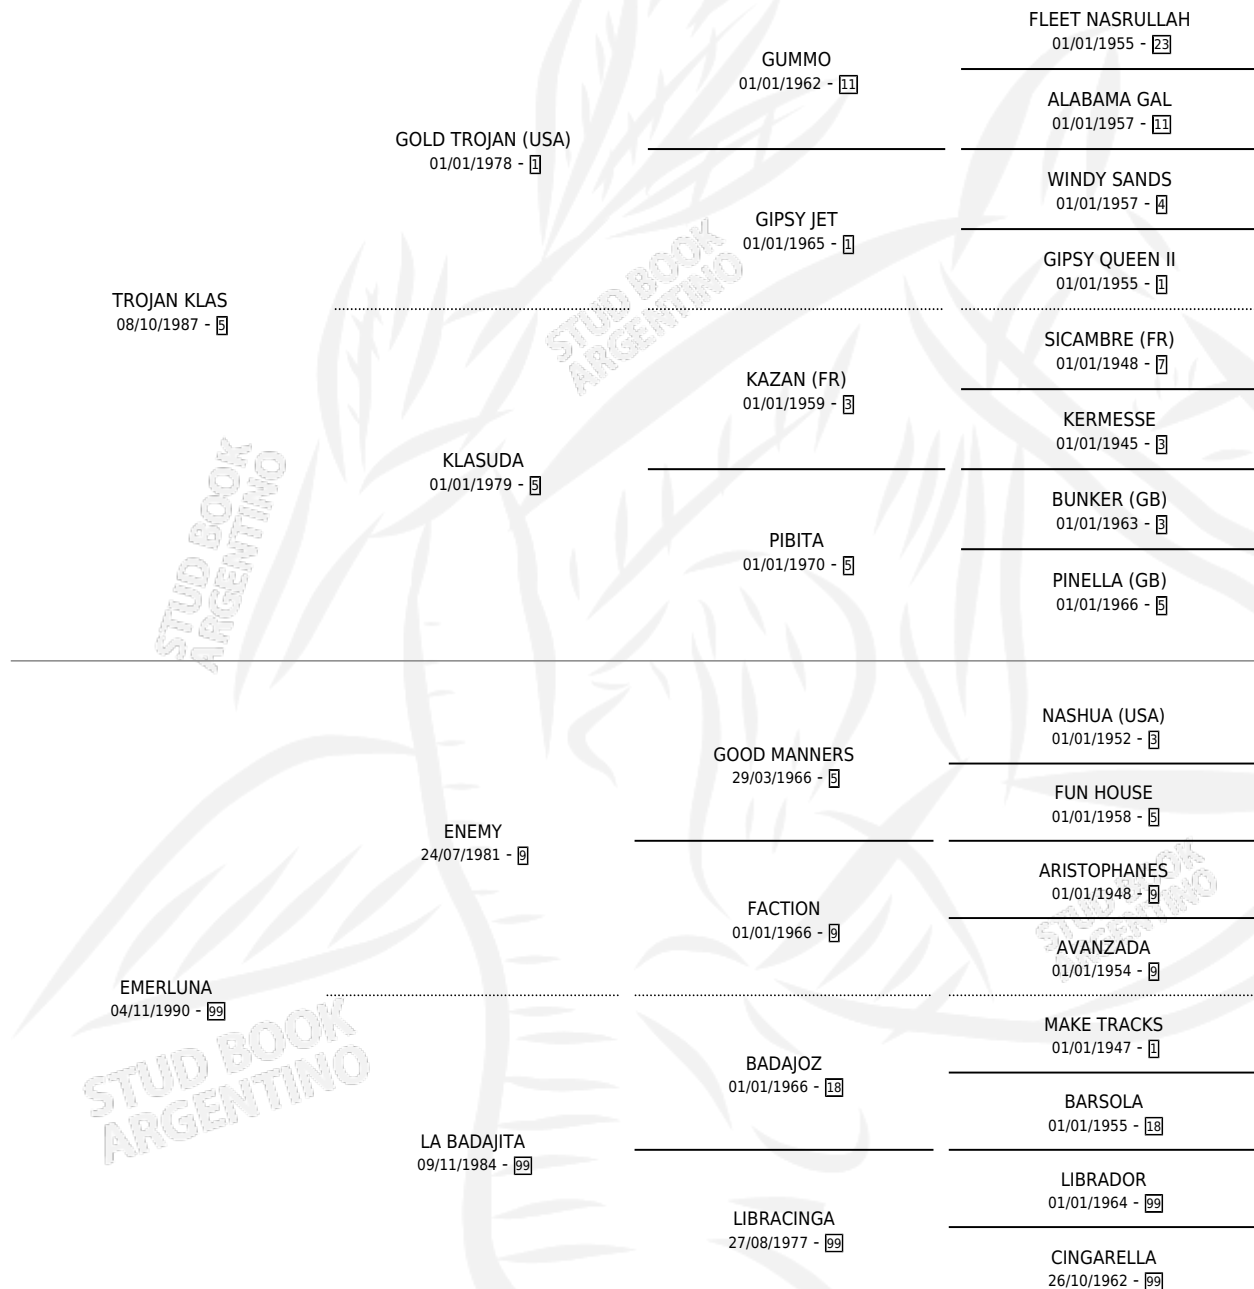 FLEET NASRULLAH
01/01/1955 - 23
GUMMO
01/01/1962 - 11
ALABAMA GAL
01/01/1957 - 11
GOLD TROJAN (USA)
01/01/1978 - 1
WINDY SANDS
01/01/1957 - 4
GIPSY JET
01/01/1965 - 1
GIPSY QUEEN II
01/01/1955 - 1
TROJAN KLAS
08/10/1987 - 5
SICAMBRE (FR)
01/01/1948 - 7
KAZAN (FR)
01/01/1959 - 3
KERMESSE
01/01/1945 - 3
KLASUDA
01/01/1979 - 5
BUNKER (GB)
01/01/1963 - 3
PIBITA
01/01/1970 - 5
PINELLA (GB)
01/01/1966 - 5
NASHUA (USA)
01/01/1952 - 3
GOOD MANNERS
29/03/1966 - 5
FUN HOUSE
01/01/1958 - 5
ENEMY
24/07/1981 - 9
ARISTOPHANES
01/01/1948 - 9
FACTION
01/01/1966 - 9
AVANZADA
01/01/1954 - 9
EMERLUNA
04/11/1990 - 99
MAKE TRACKS
01/01/1947 - 1
BADAJOZ
01/01/1966 - 18
BARSOLA
01/01/1955 - 18
LA BADAJITA
09/11/1984 - 99
LIBRADOR
01/01/1964 - 99
LIBRACINGA
27/08/1977 - 99
CINGARELLA
26/10/1962 - 99
STUD BOOK
ARGENTINO
STUD BOOK
ARGENTINO
STUD BOOK
ARGENTINO
STUD BOOK
ARGENTINO